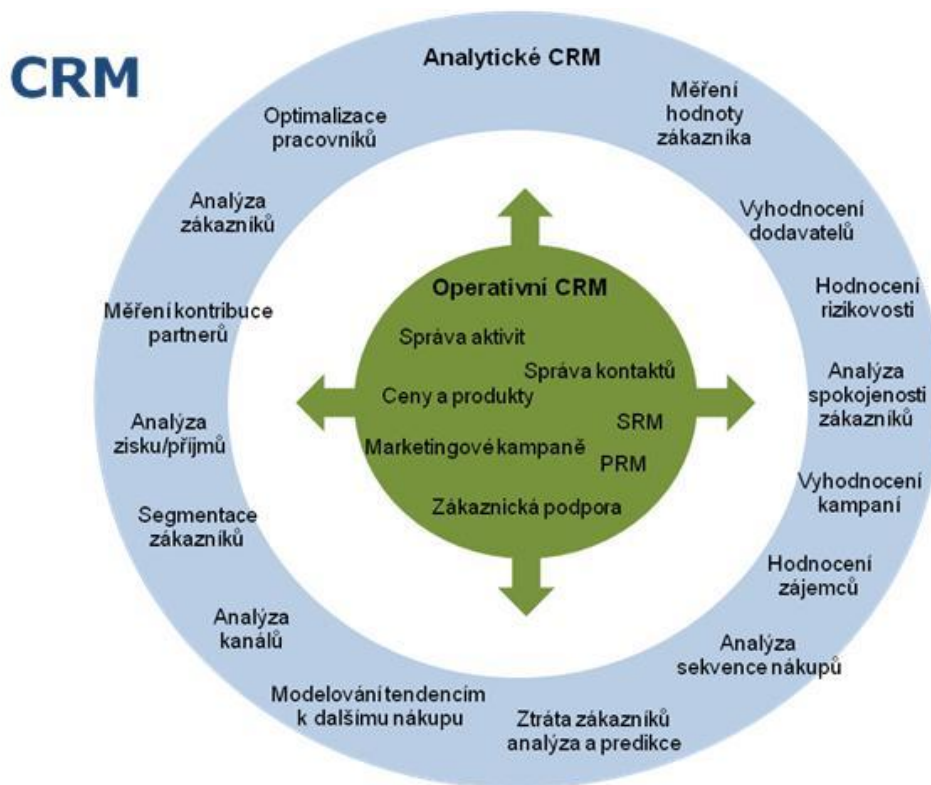 CRM
Analytické CRM
Optimalizace
pracovníků
Měření
hodnoty
zákazníka
Analýza
zákazníků
Vyhodnocení
dodavatelů
Měření kontribuce
partnerů
Hodnocení
rizikovosti
Analýza
spokojenosti
zákazníků
Analýza
zisku/příjmů
Vyhodnocení
kampaní
Segmentace
zákazníků
Hodnocení
zájemců
Analýza
kanálů
Analýza
sekvence nákupů
Modelování tendencím
k dalšímu nákupu
Ztráta zákazníků
analýza a predikce
Operativní CRM
Správa aktivit
Správa kontaktů
Ceny a produkty
SRM
Marketingové kampaně
PRM
Zákaznická podpora